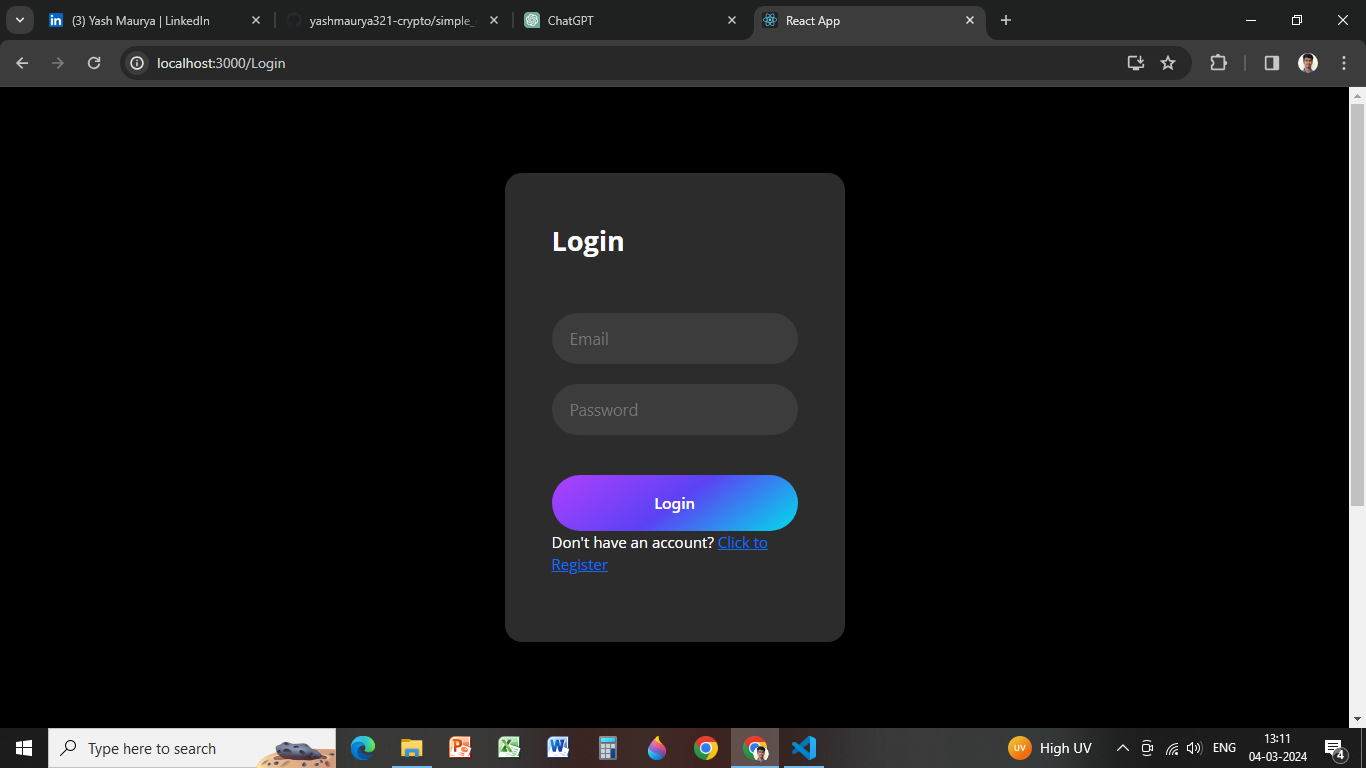 (3) Yash Maurya | LinkedIn
yashmaurya321-crypto/simple_
ChatGPT
React App
localhost:3000/Login
Login
Email
Password
Login
Don't have an account? Click to
Register
Type here to search
UV
High UV
ENG
13:11
04-03-2024
4